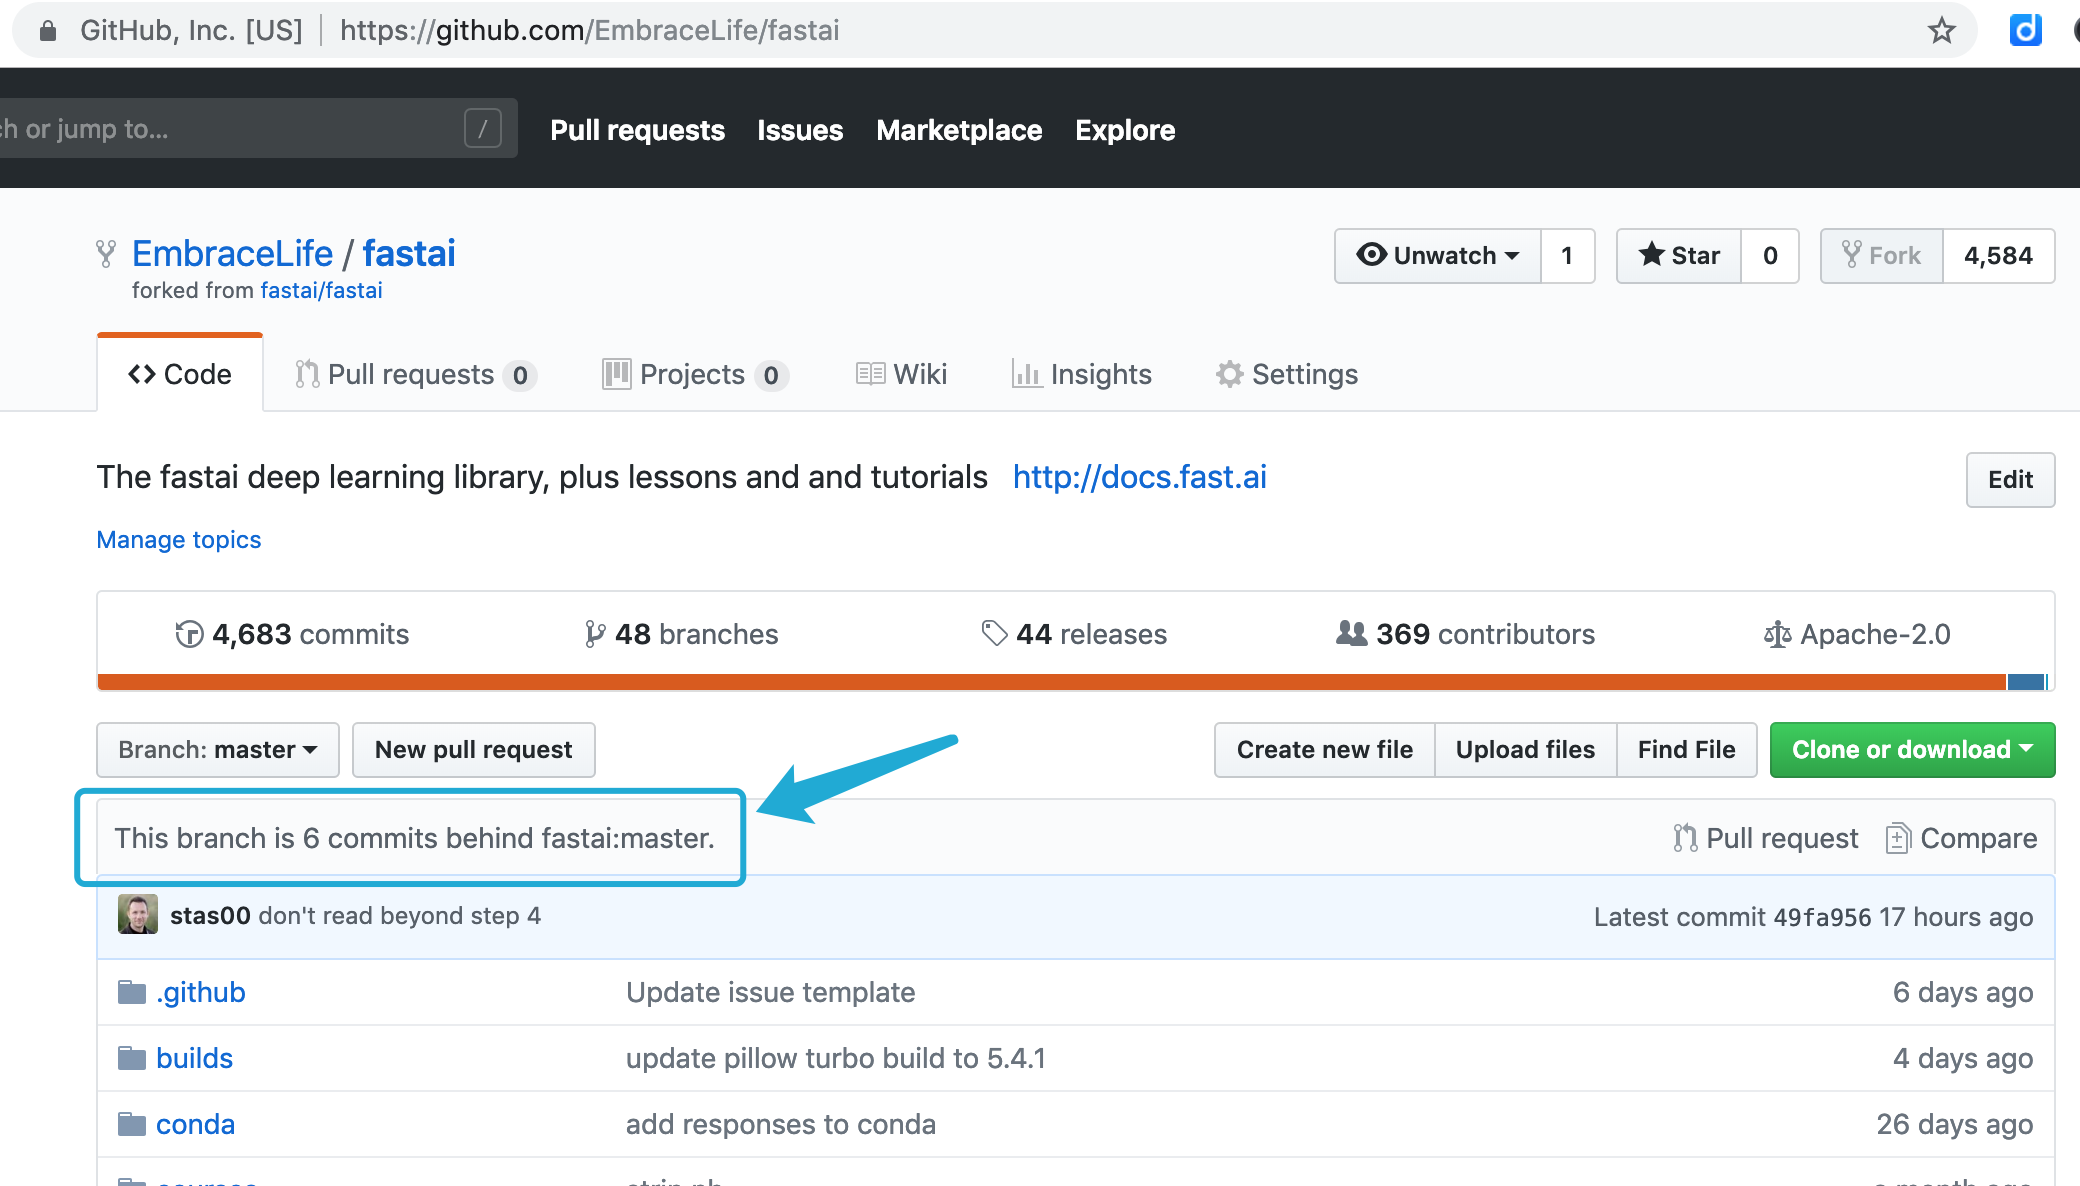 GitHub, Inc. [US] | https://github.com/EmbraceLife/fastai
ch or jump to... /
Pull requests Issues Marketplace Explore
EmbraceLife / fastai
forked from fastai/fastai
Unwatch 1 Star 0 Fork 4,584
Code Pull requests 0 Projects 0 Wiki Insights Settings
The fastai deep learning library, plus lessons and and tutorials http://docs.fast.ai
Edit
Manage topics
4,683 commits 48 branches 44 releases 369 contributors Apache-2.0
Branch: master New pull request Create new file Upload files Find File Clone or download
This branch is 6 commits behind fastai:master. Pull request Compare
stas00 don't read beyond step 4 Latest commit 49fa956 17 hours ago
.github Update issue template 6 days ago
builds update pillow turbo build to 5.4.1 4 days ago
conda add responses to conda 26 days ago